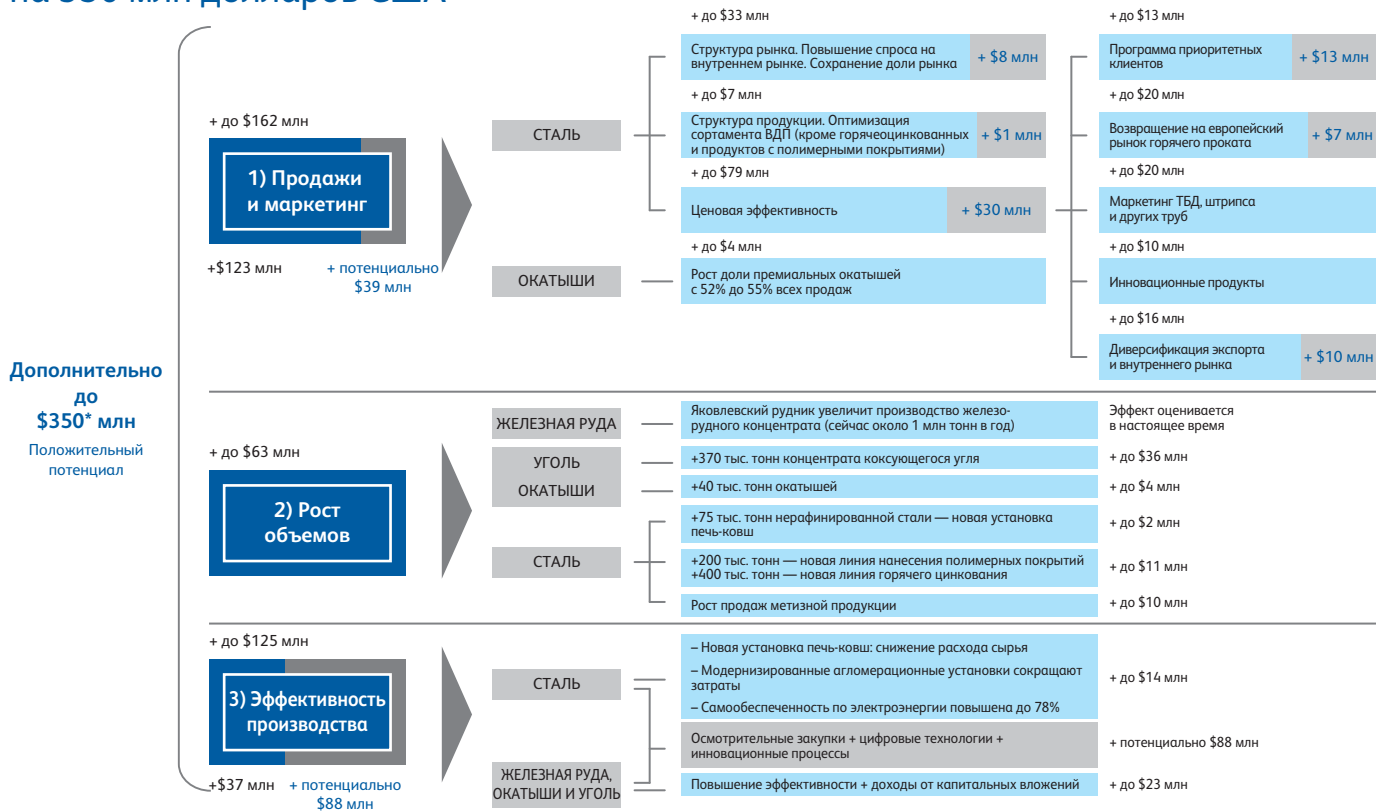 на 350 млн долларов США
Дополнительно
до
$350* млн
Положительный
потенциал
+ до $162 млн
1) Продажи
и маркетинг
+$123 млн
+ потенциально
$39 млн
СТАЛЬ
+ до $33 млн
Структура рынка. Повышение спроса на
внутреннем рынке. Сохранение доли рынка
+ $8 млн
+ до $7 млн
Структура продукции. Оптимизация
сортамента ВДП (кроме горячеоцинкованных
и продуктов с полимерными покрытиями)
+ $1 млн
+ до $79 млн
Ценовая эффективность
+ $30 млн
+ до $13 млн
Программа приоритетных
клиентов
+ $13 млн
+ до $20 млн
Возвращение на европейский
рынок горячего проката
+ $7 млн
+ до $20 млн
Маркетинг ТБД, штрипса
и других труб
+ до $10 млн
Инновационные продукты
+ до $16 млн
Диверсификация экспорта
и внутреннего рынка
+ $10 млн
ОКАТЫШИ
+ до $4 млн
Рост доли премиальных окатышей
с 52% до 55% всех продаж
+ до $63 млн
2) Рост
объемов
ЖЕЛЕЗНАЯ РУДА
Яковлевский рудник увеличит производство железо-
рудного концентрата (сейчас около 1 млн тонн в год)
Эффект оценивается
в настоящее время
УГОЛЬ
+370 тыс. тонн концентрата коксующегося угля
+ до $36 млн
ОКАТЫШИ
+40 тыс. тонн окатышей
+ до $4 млн
СТАЛЬ
+75 тыс. тонн нерафинированной стали — новая установка
печь-ковш
+ до $2 млн
+200 тыс. тонн — новая линия нанесения полимерных покрытий
+400 тыс. тонн — новая линия горячего цинкования
+ до $11 млн
Рост продаж метизной продукции
+ до $10 млн
+ до $125 млн
3) Эффективность
производства
+$37 млн
+ потенциально
$88 млн
СТАЛЬ
– Новая установка печь-ковш: снижение расхода сырья
– Модернизированные агломерационные установки сокращают
затраты
– Самообеспеченность по электроэнергии повышена до 78%
+ до $14 млн
Осмотрительные закупки + цифровые технологии +
инновационные процессы
+ потенциально $88 млн
ЖЕЛЕЗНАЯ РУДА,
ОКАТЫШИ И УГОЛЬ
Повышение эффективности + доходы от капитальных вложений
+ до $23 млн